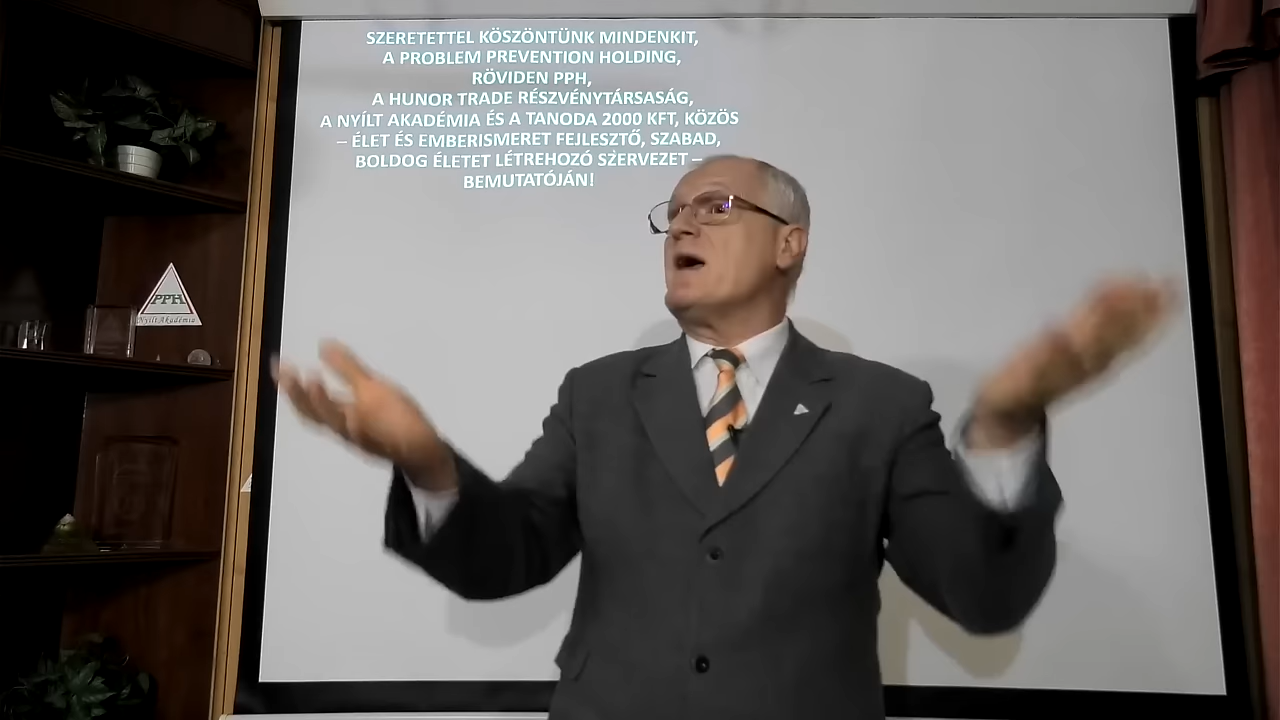 SZERETETTEL KÖSZÖNTÜNK MINDENKIT,
A PROBLEM PREVENTION HOLDING,
RÖVIDEN PPH,
A HUNOR TRADE RÉSZVÉNYTÁRSASÁG,
A NYÍLT AKADÉMIA ÉS A TANODA 2000 KFT, KÖZÖS
– ÉLET ÉS EMBERISMERET FEJLESZTŐ, SZABAD,
BOLDOG ÉLETET LÉTREHOZÓ SZERVEZET –
BEMUTATÓJÁN!
PPH
Nyílt Akadémia